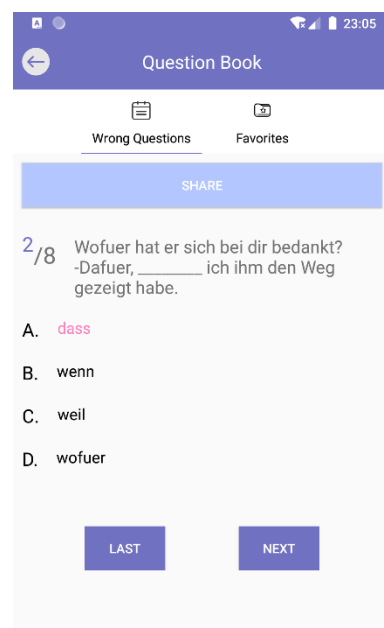 A 23:05
Question Book
Wrong Questions Favorites
SHARE
2/8 Wofuer hat er sich bei dir bedankt?
-Dafuer, _______ ich ihm den Weg
gezeigt habe.
A. dass
B. wenn
C. weil
D. wofuer
LAST NEXT